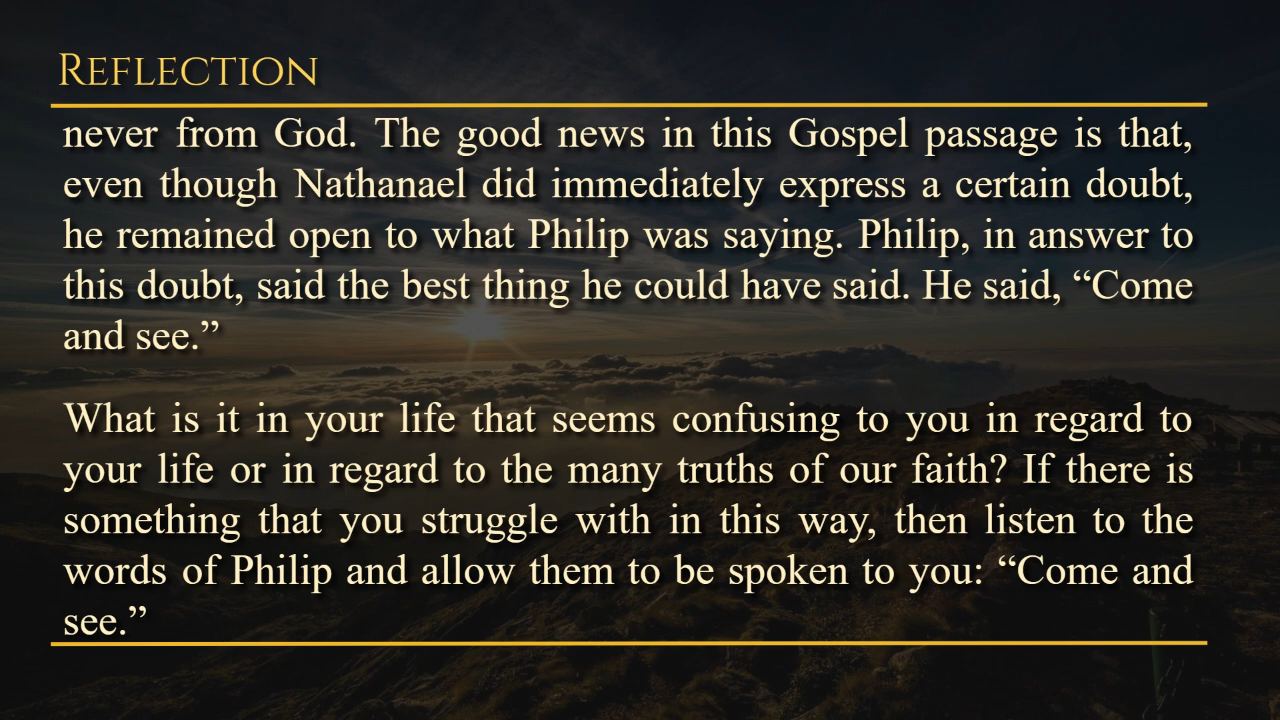 Reflection
never from God. The good news in this Gospel passage is that,
even though Nathanael did immediately express a certain doubt,
he remained open to what Philip was saying. Philip, in answer to
this doubt, said the best thing he could have said. He said, “Come
and see.”
What is it in your life that seems confusing to you in regard to
your life or in regard to the many truths of our faith? If there is
something that you struggle with in this way, then listen to the
words of Philip and allow them to be spoken to you: “Come and
see.”